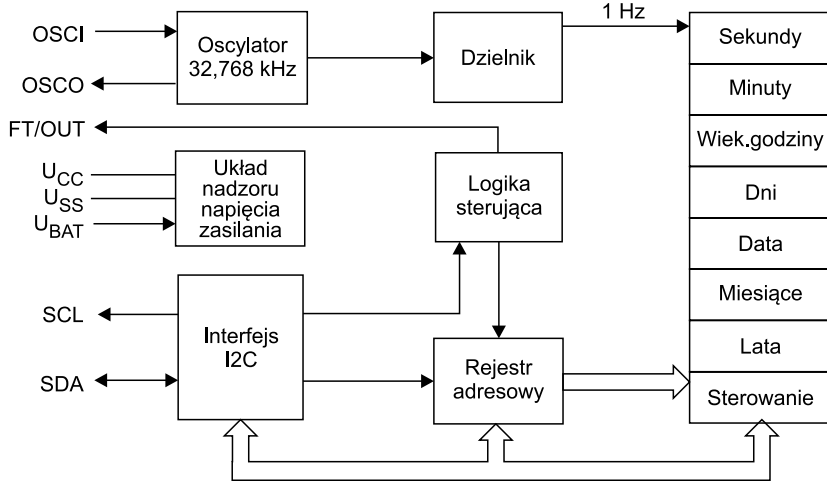 1 Hz
OSCI
Oscylator
32,768 kHz
Dzielnik
Sekundy
OSCO
Minuty
FT/OUT
Wiek.godziny
UCC
USS
UBAT
Układ
nadzoru
napięcia
zasilania
Logika
sterująca
Dni
Data
Miesiące
SCL
Interfejs
I2C
Lata
SDA
Rejestr
adresowy
Sterowanie